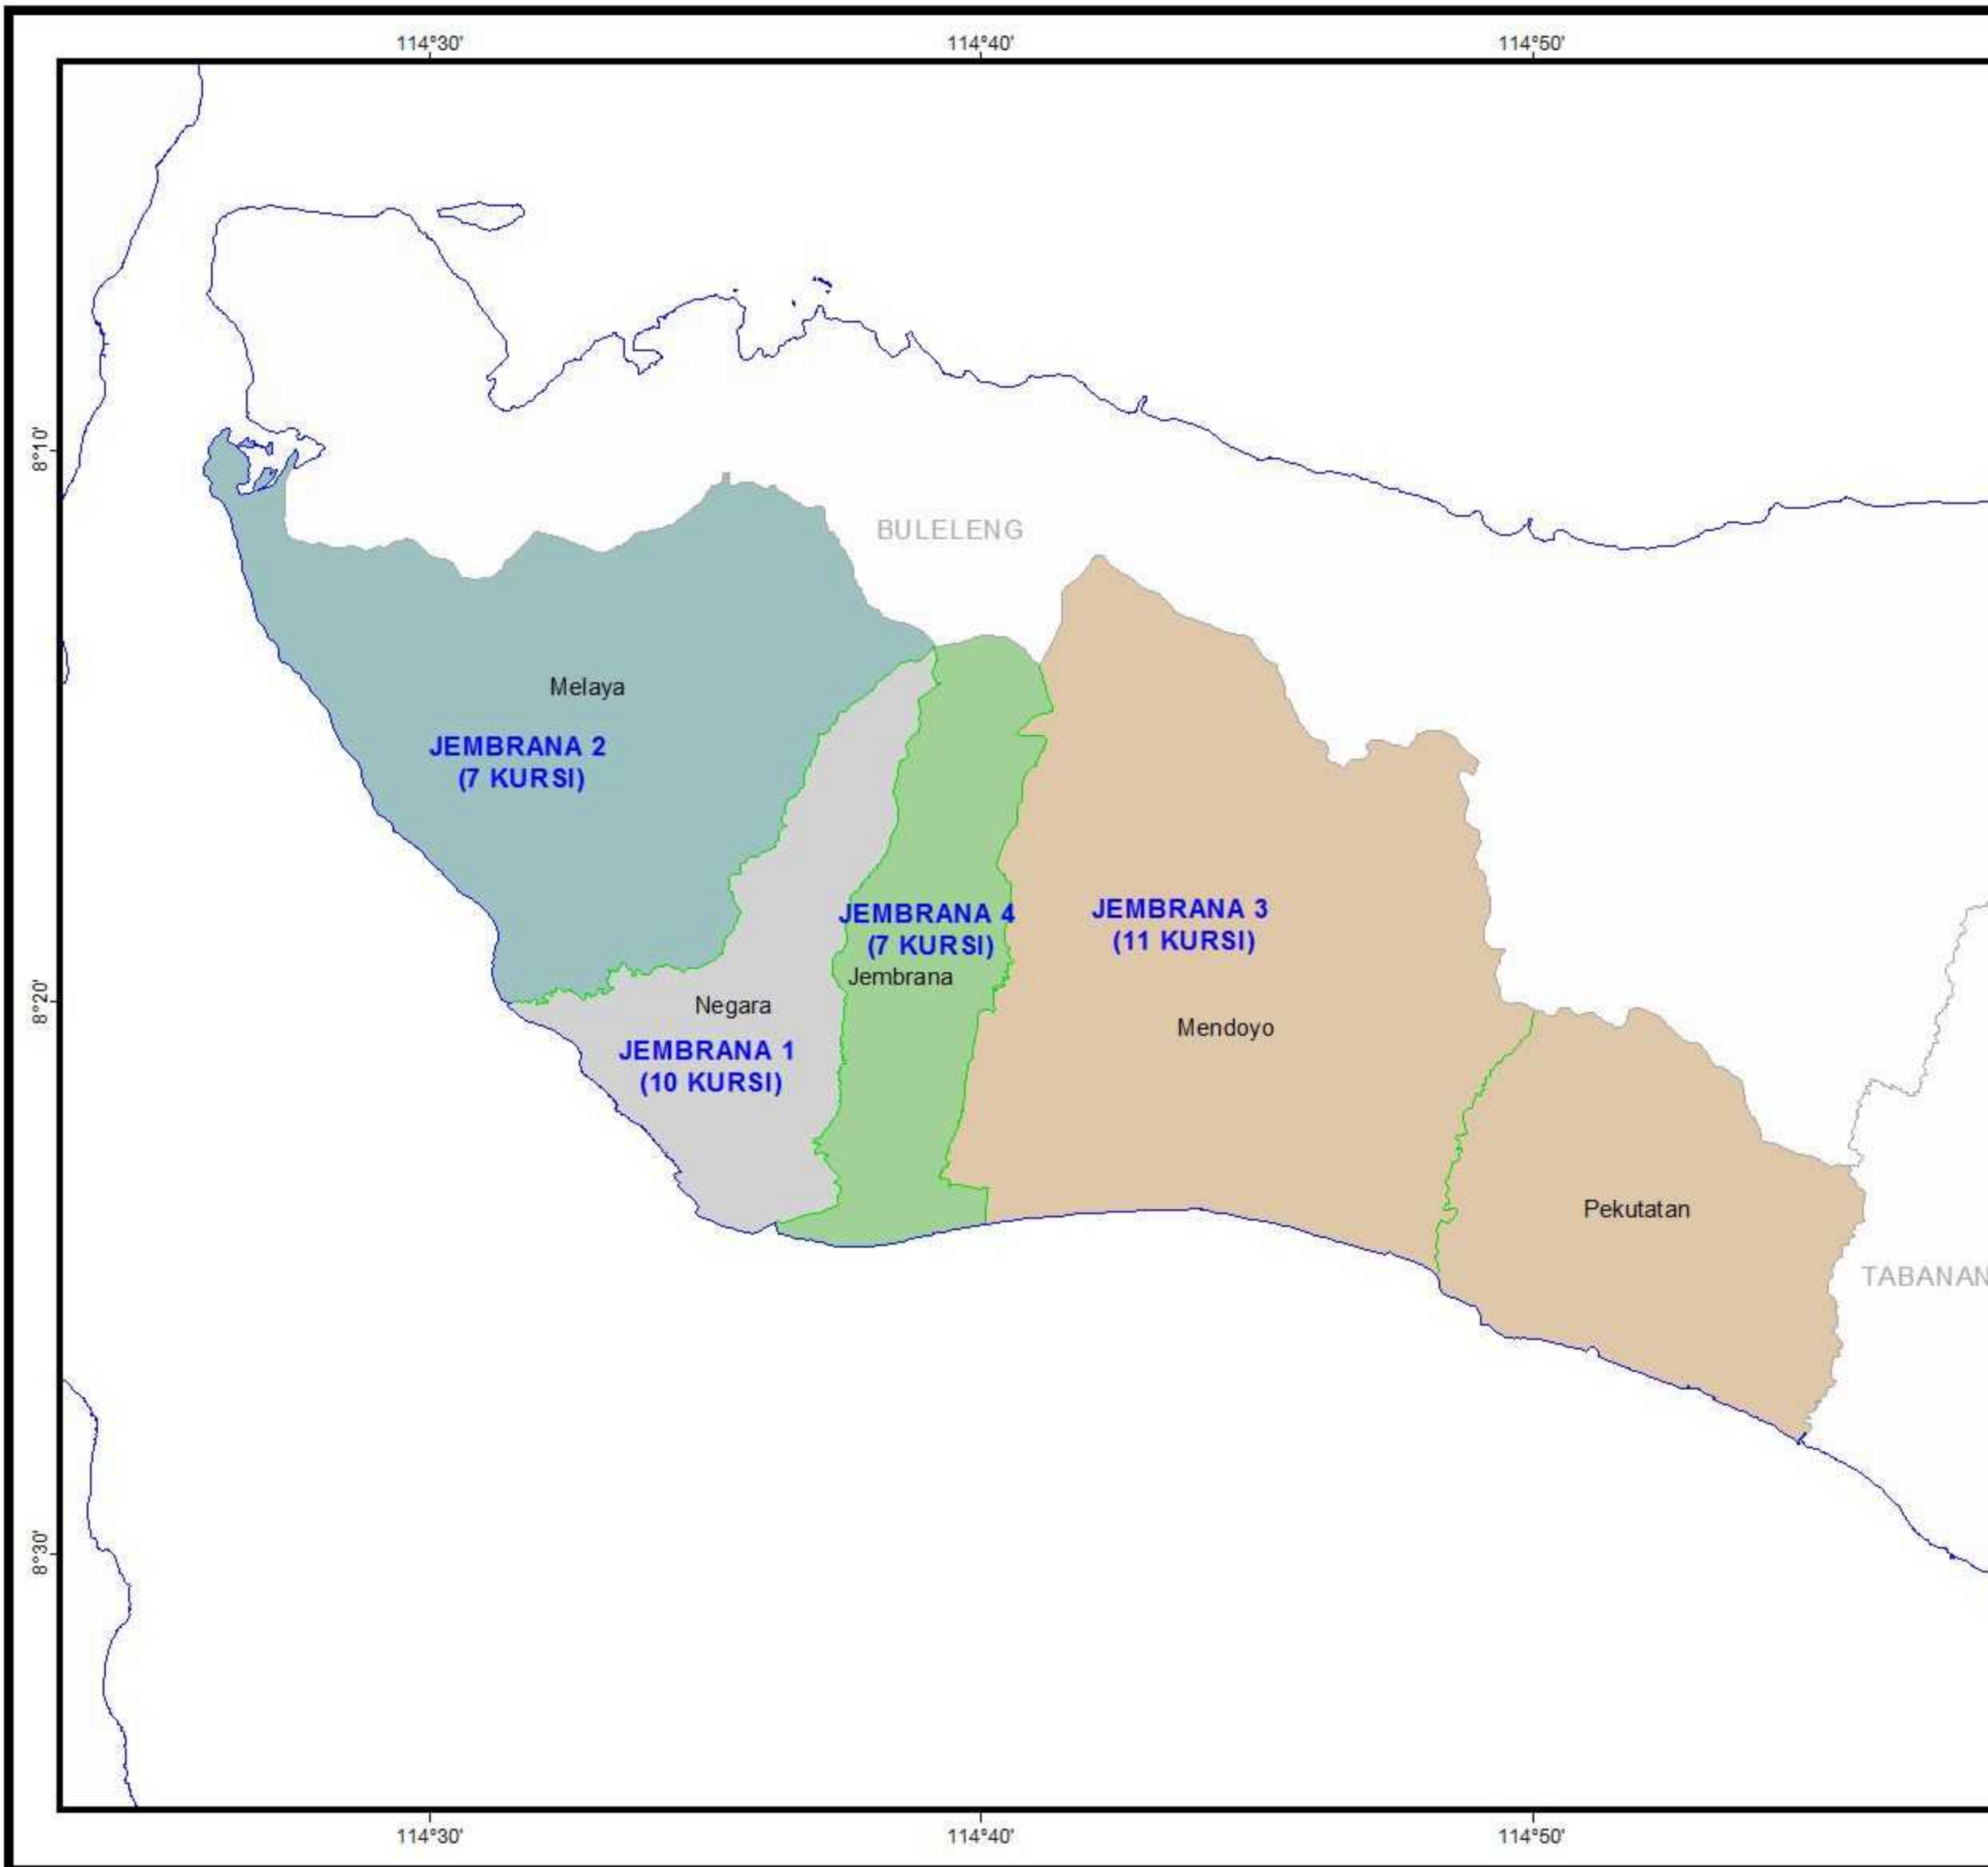 114°30'
114°40'
114°50'
8°10'
BULELENG
Melaya
JEMBRANA 2
(7 KURSI)
JEMBRANA 4
(7 KURSI)
Jembrana
JEMBRANA 3
(11 KURSI)
8°20'
Negara
Mendoyo
JEMBRANA 1
(10 KURSI)
Pekutatan
TABANAN
8°30'
114°30'
114°40'
114°50'